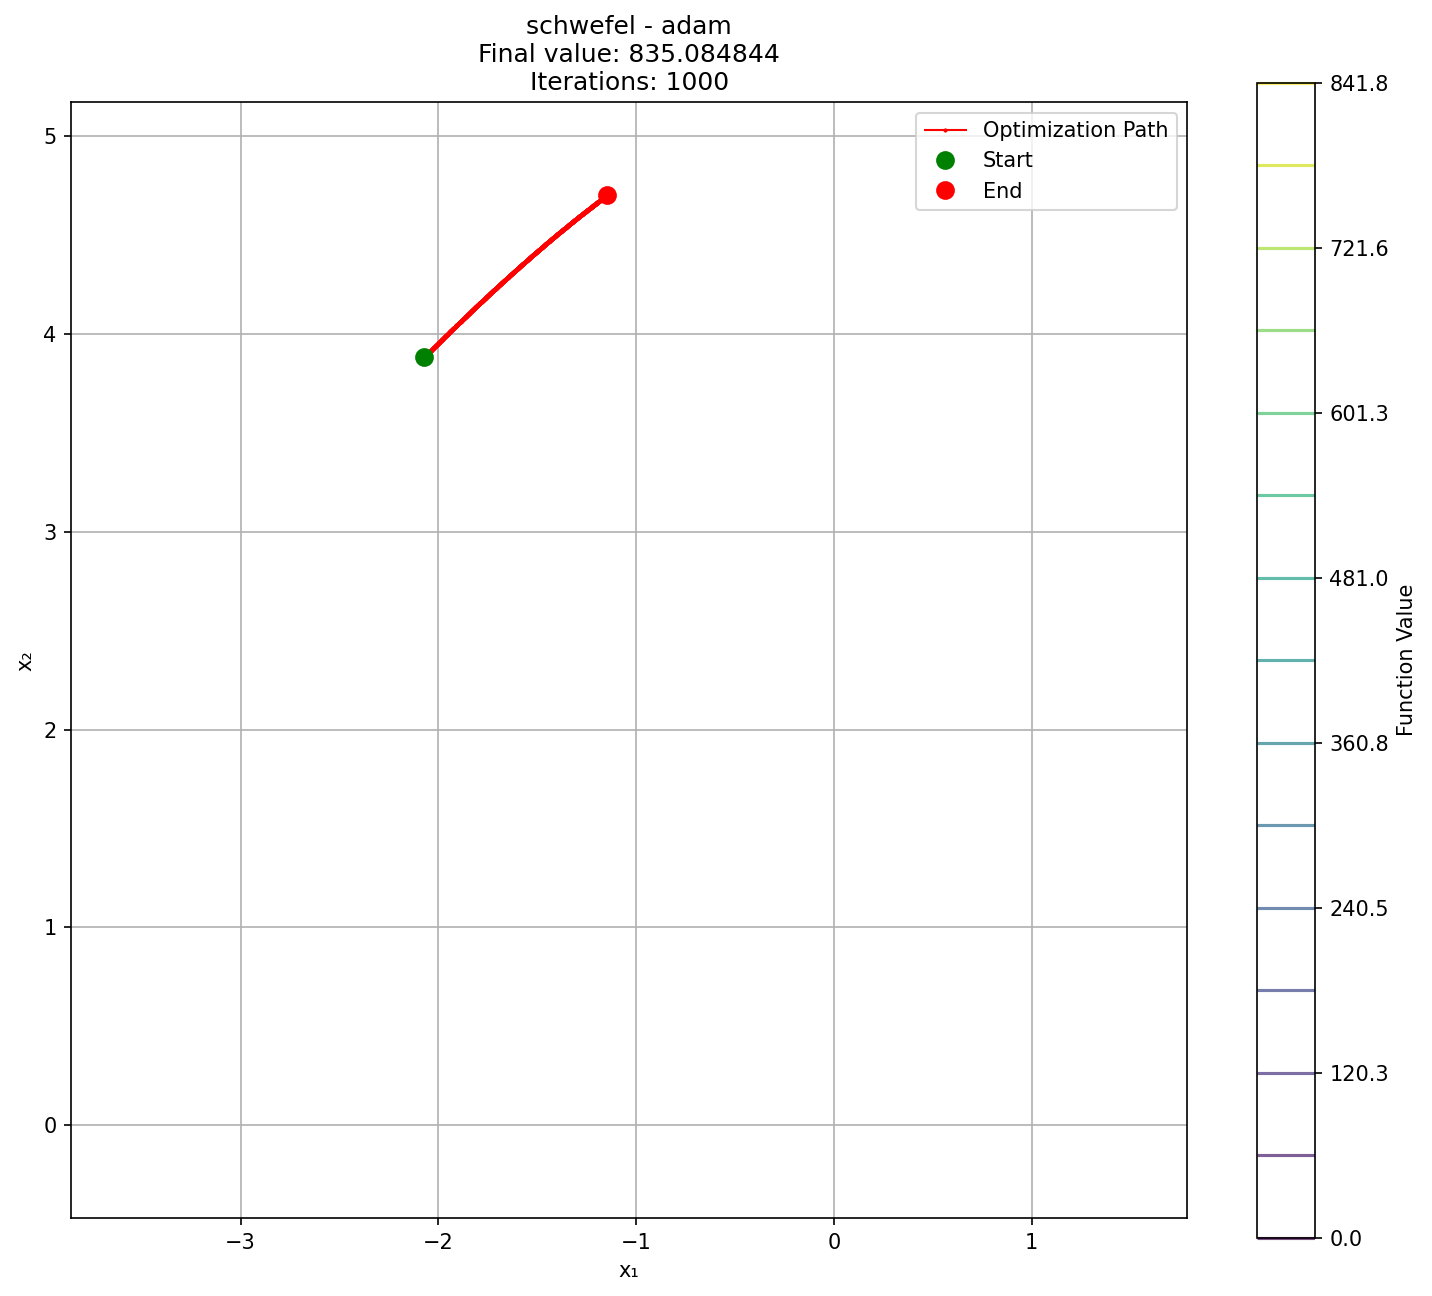 schwefel - adam
Final value: 835.084844
Iterations: 1000
Optimization Path
Start
End
5
4
3
2
1
0
x₂
−3
−2
−1
0
1
x₁
841.8
721.6
601.3
481.0
360.8
240.5
120.3
0.0
Function Value